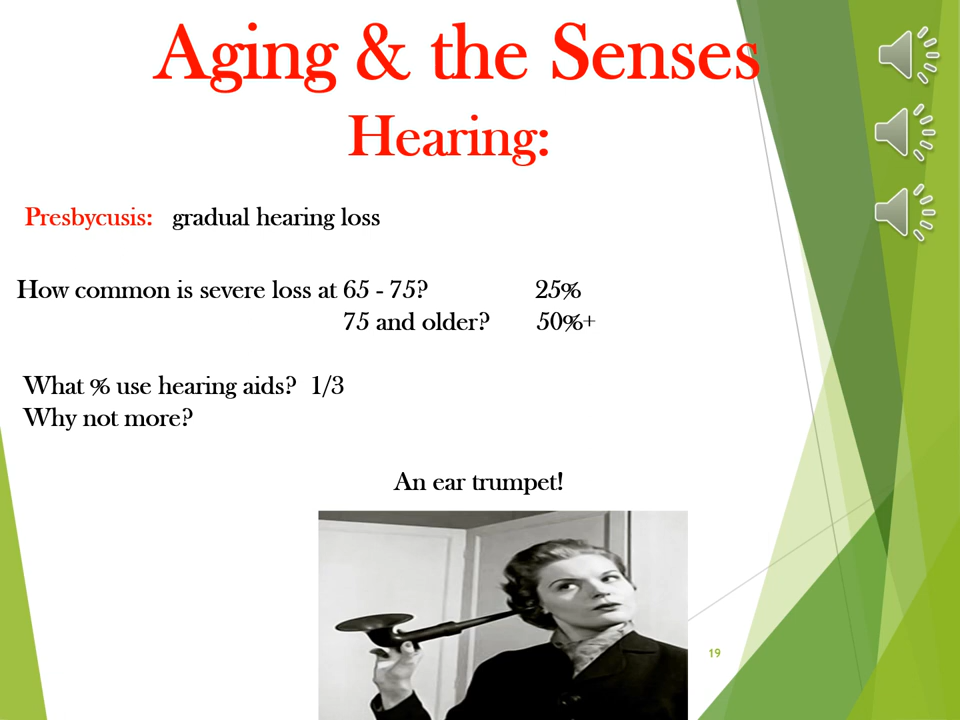 Aging & the Senses
Hearing:
Presbycusis: gradual hearing loss
How common is severe loss at 65 - 75? 25%
75 and older? 50%+
What % use hearing aids? 1/3
Why not more?
An ear trumpet!
19